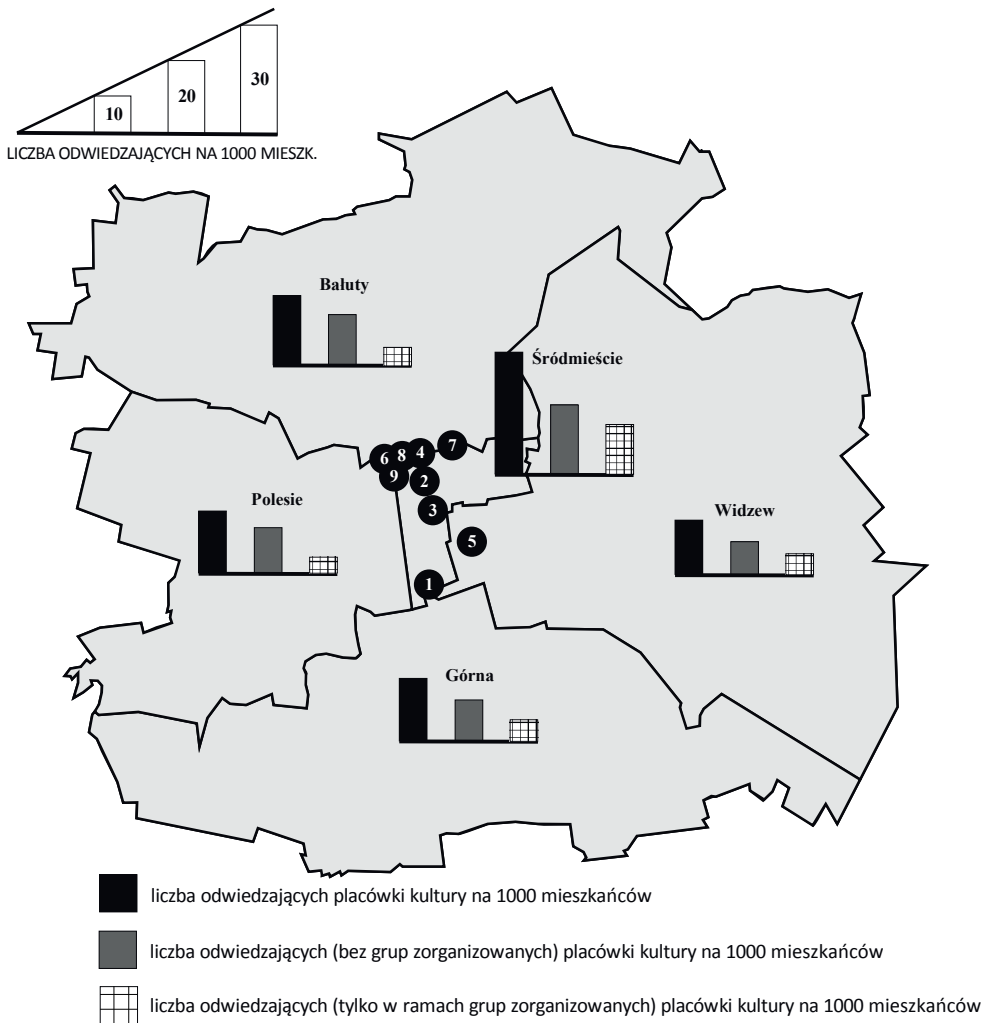 10
20
30
LICZBA ODWIEDZAJĄCYCH NA 1000 MIESZK.
Bałuty
Śródmieście
6
8
4
7
9
2
Polesie
3
5
Widzew
1
Górna
liczba odwiedzających placówki kultury na 1000 mieszkańców
liczba odwiedzających (bez grup zorganizowanych) placówki kultury na 1000 mieszkańców
liczba odwiedzających (tylko w ramach grup zorganizowanych) placówki kultury na 1000 mieszkańców